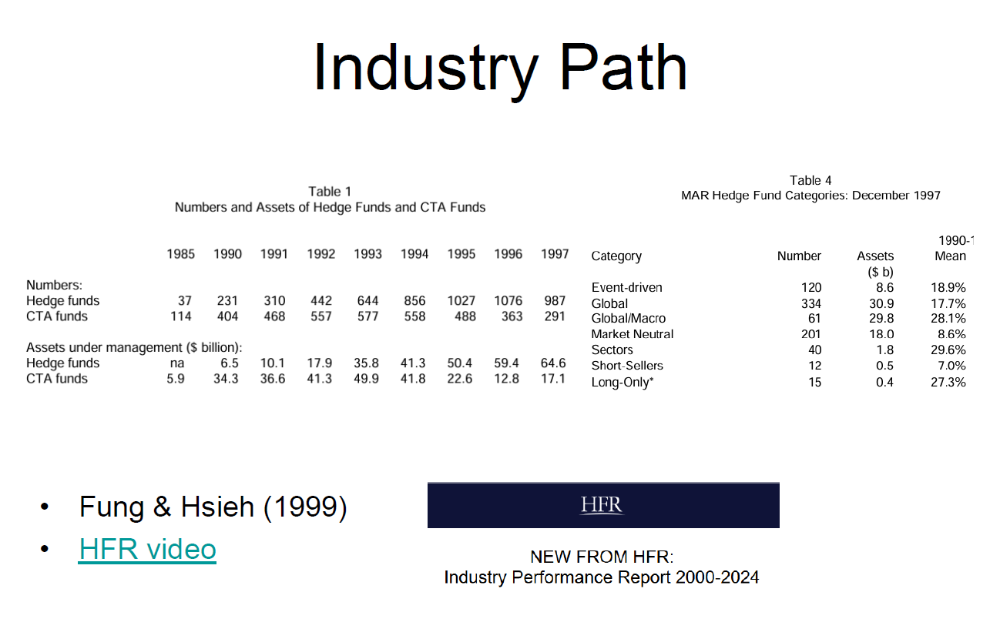 Industry Path
Table 1
Numbers and Assets of Hedge Funds and CTA Funds
1985 1990 1991 1992 1993 1994 1995 1996 1997
Numbers:
Hedge funds 37 231 310 442 644 856 1027 1076 987
CTA funds 114 404 468 557 577 558 488 363 291
Assets under management ($ billion):
Hedge funds na 6.5 10.1 17.9 35.8 41.3 50.4 59.4 64.6
CTA funds 5.9 34.3 36.6 41.3 49.9 41.8 22.6 12.8 17.1
Table 4
MAR Hedge Fund Categories: December 1997
1990-1
Category Number Assets Mean
($ b)
Event-driven 120 8.6 18.9%
Global 334 30.9 17.7%
Global/Macro 61 29.8 28.1%
Market Neutral 201 18.0 8.6%
Sectors 40 1.8 29.6%
Short-Sellers 12 0.5 7.0%
Long-Only* 15 0.4 27.3%
• Fung & Hsieh (1999)
• HFR video
HFR
NEW FROM HFR:
Industry Performance Report 2000-2024